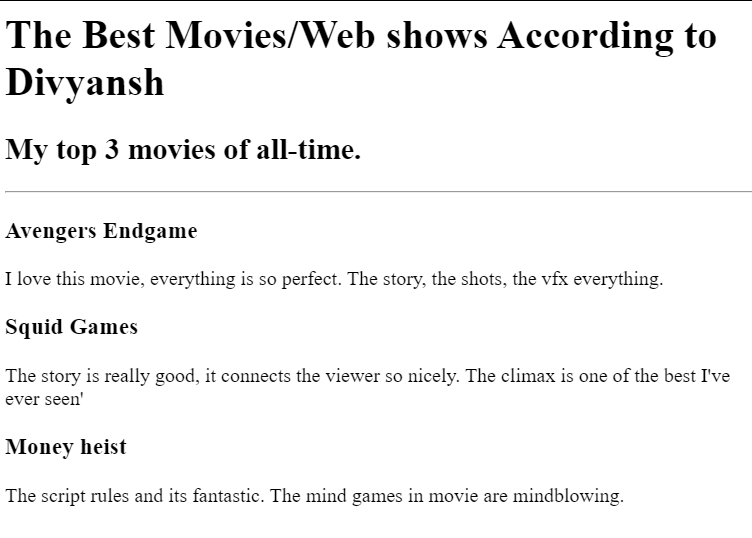 The Best Movies/Web shows According to
Divyansh
My top 3 movies of all-time.
Avengers Endgame
I love this movie, everything is so perfect. The story, the shots, the vfx everything.
Squid Games
The story is really good, it connects the viewer so nicely. The climax is one of the best I've
ever seen'
Money heist
The script rules and its fantastic. The mind games in movie are mindblowing.